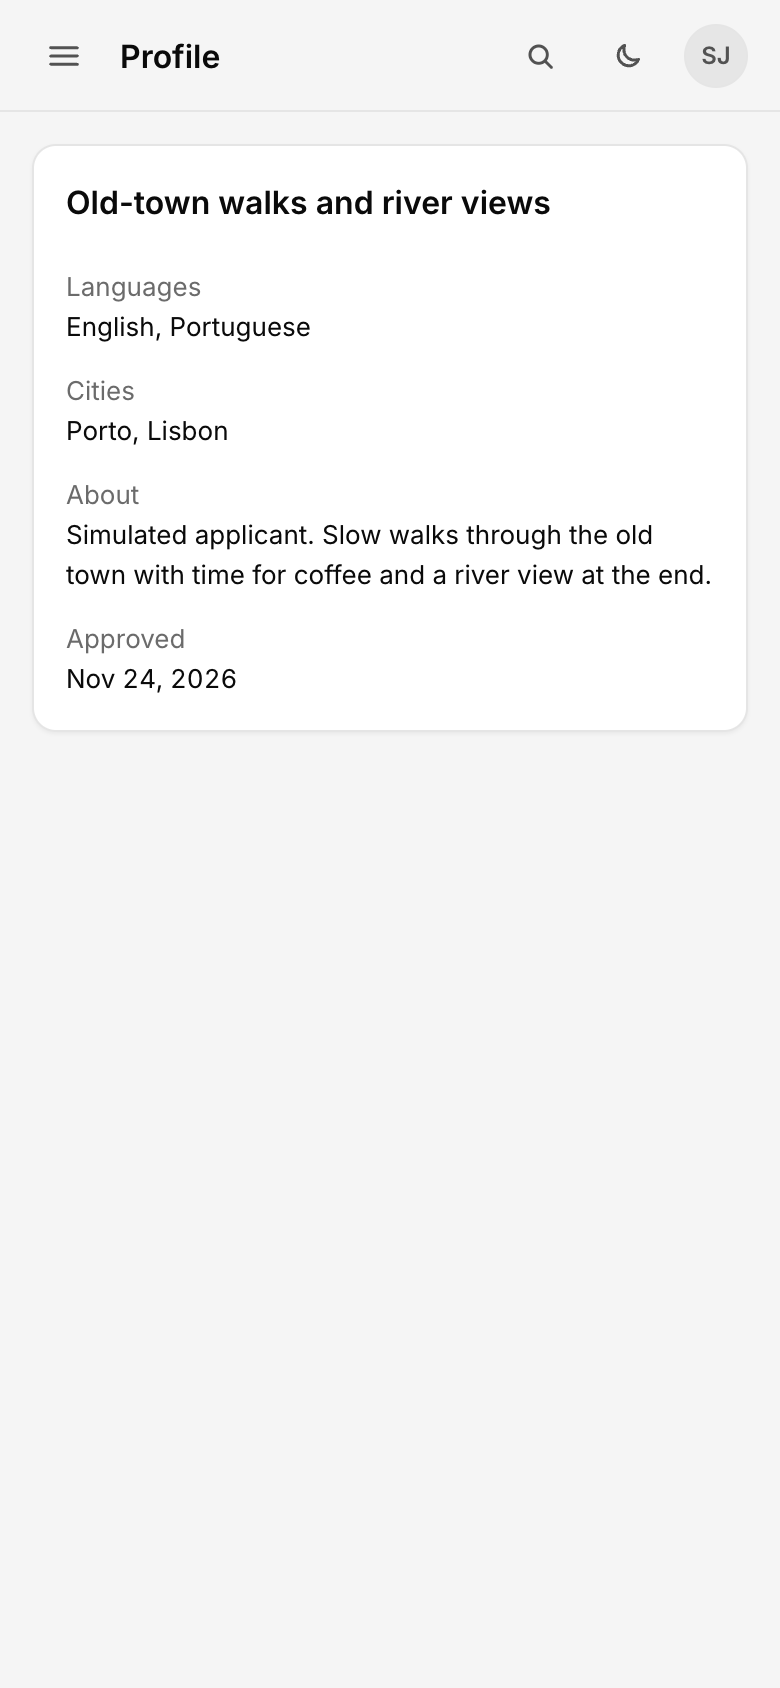 Profile
SJ
Old-town walks and river views
Languages
English, Portuguese
Cities
Porto, Lisbon
About
Simulated applicant. Slow walks through the old
town with time for coffee and a river view at the end.
Approved
Nov 24, 2026